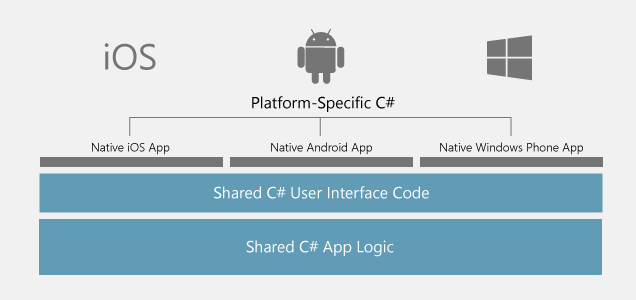 iOS
Platform-Specific C#
Native iOS App
Native Android App
Native Windows Phone App
Shared C# User Interface Code
Shared C# App Logic